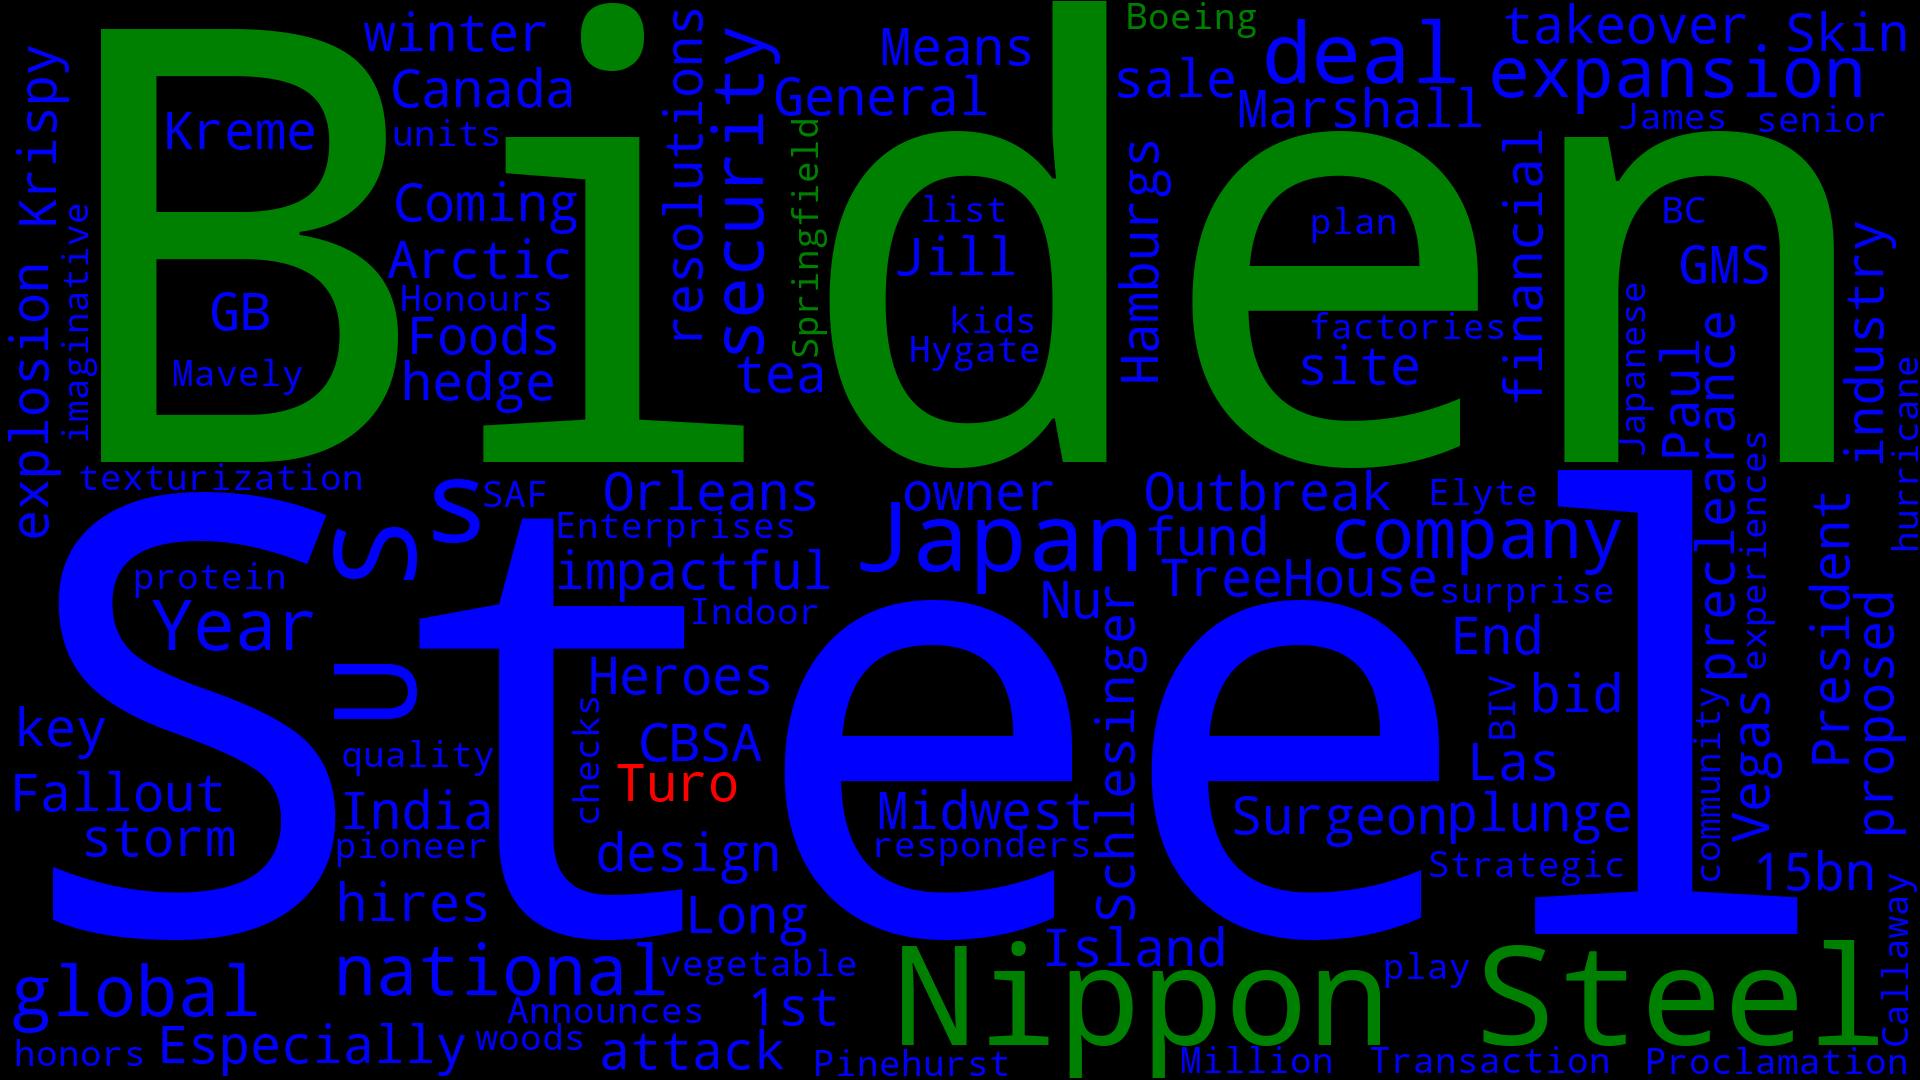 Biden
Steel
Nippon Steel
winter
Canada
units
Kreme
Krispy
explosion
imaginative
GB
Mavely
Coming
Arctic
Honours
Foods
hedge
resolutions
security
Means
General
Springfield
tea
list
Jill
kids
Hygate
Boeing
sale
deal
Marshall
Hamburgs
plan
factories
site
financial
takeover
Skin
expansion
James
senior
BC
GMS
Japanese
Paul
preclearance
industry
hurricane
texturization
s
SAF
Orleans
Enterprises
owner
Japan
Outbreak
fund
Elyte
company
TreeHouse
surprise
experiences
President
proposed
protein
Year
S
U
impactful
Indoor
Nu
Schlesinger
End
BIV
bid
Heroes
checks
CBSA
Turo
key
quality
Fallout
storm
India
pioneer
design
Midwest
responders
Las
Surgeon
plunge
Strategic
community
Vegas
15bn
Callaway
hires
Long
Island
national
vegetable
global
Announces
1st
play
honors
Especially
woods
attack
Pinehurst
Million
Transaction
Proclamation